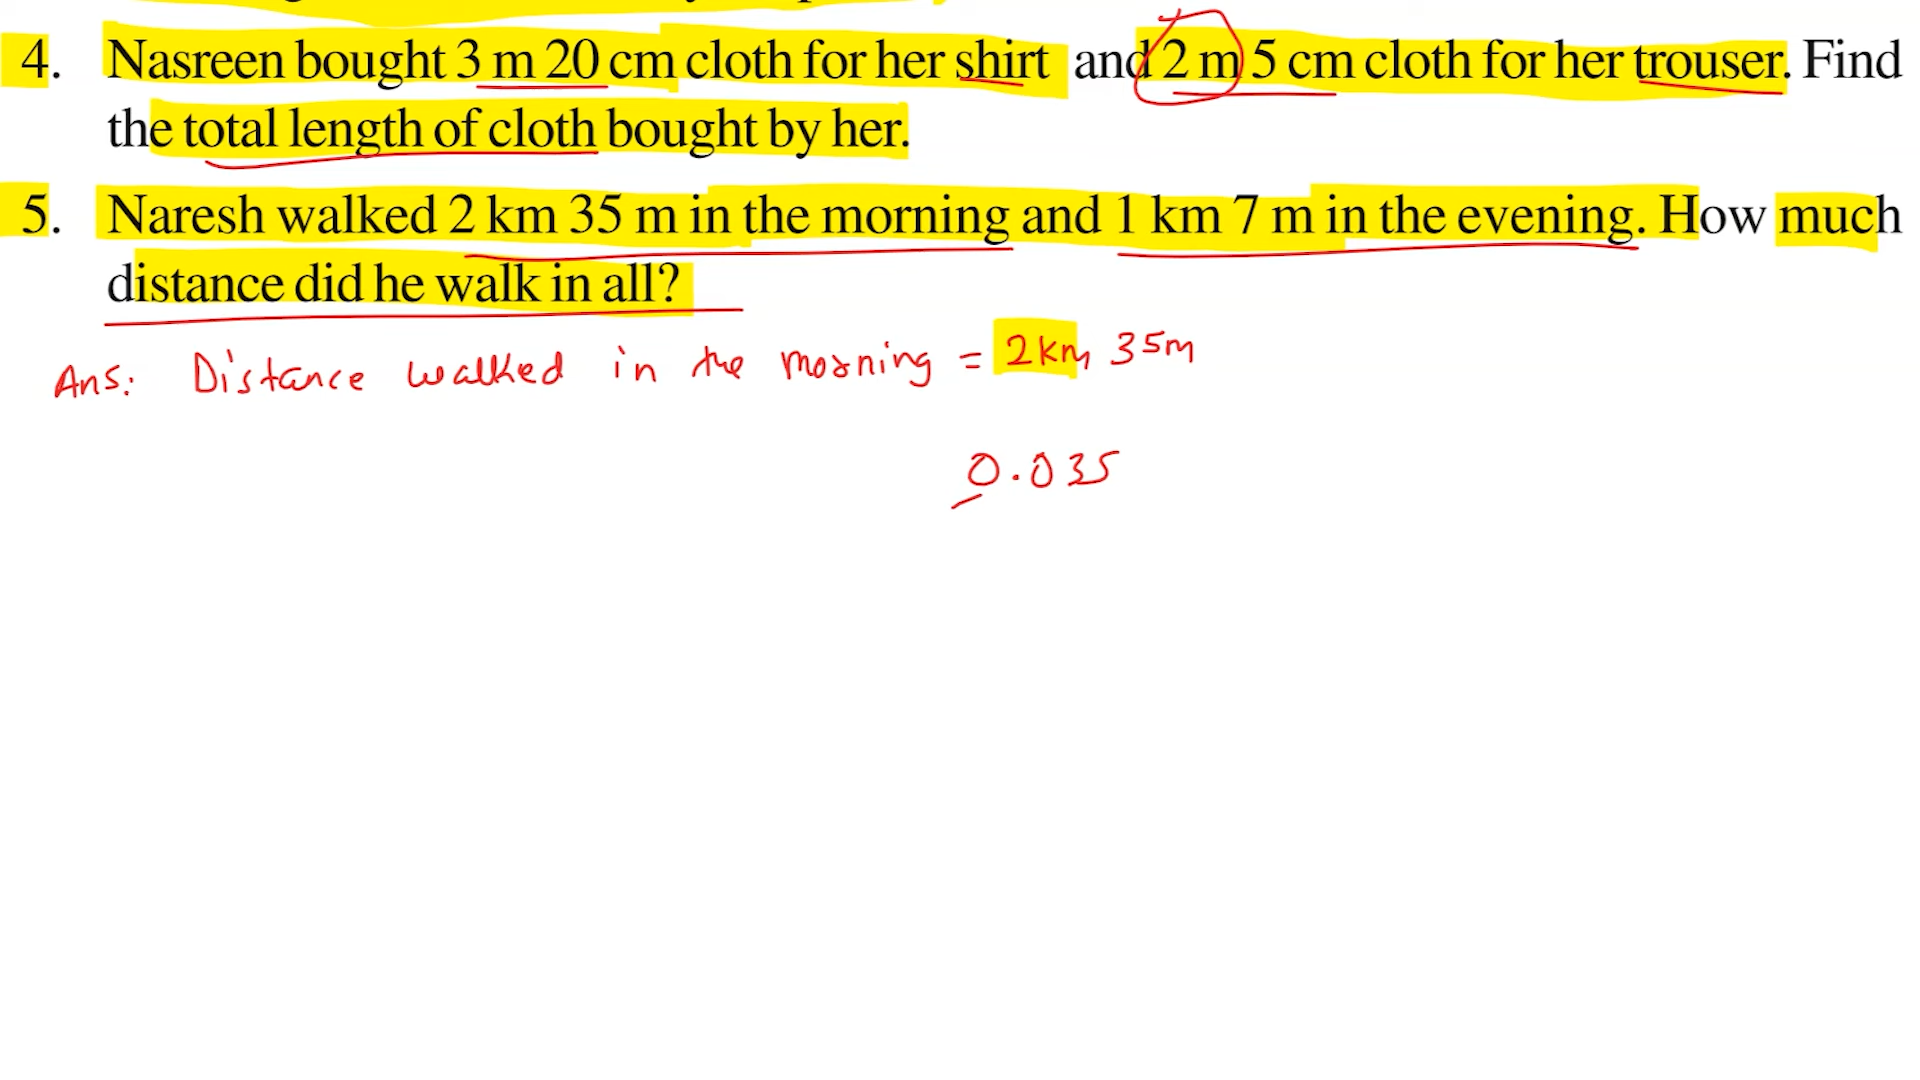 4. Nasreen bought 3 m 20 cm cloth for her shirt and 2 m 5 cm cloth for her trouser. Find
the total length of cloth bought by her.
5. Naresh walked 2 km 35 m in the morning and 1 km 7 m in the evening. How much
distance did he walk in all?
Ans: Distance walked in the morning = 2km 35m
0.035